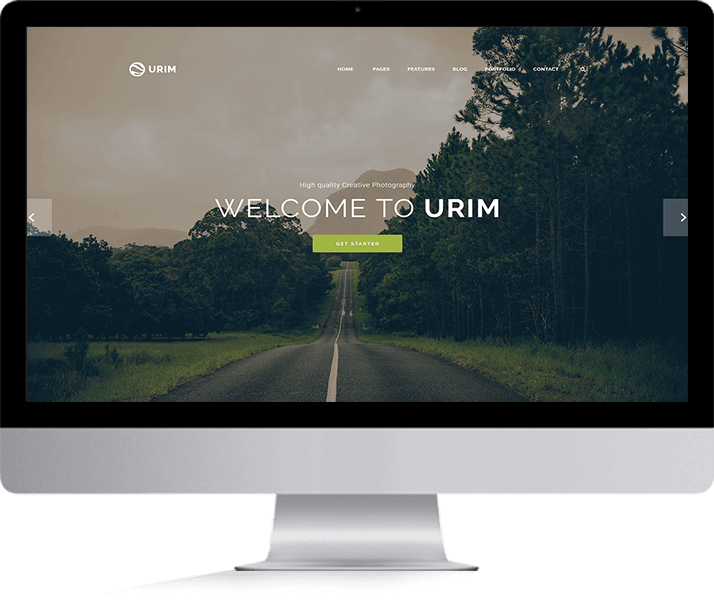 URIM
HOME PAGES FEATURES BLOG PORTFOLIO CONTACT
High quality Creative Photography
WELCOME TO URIM
GET STARTED